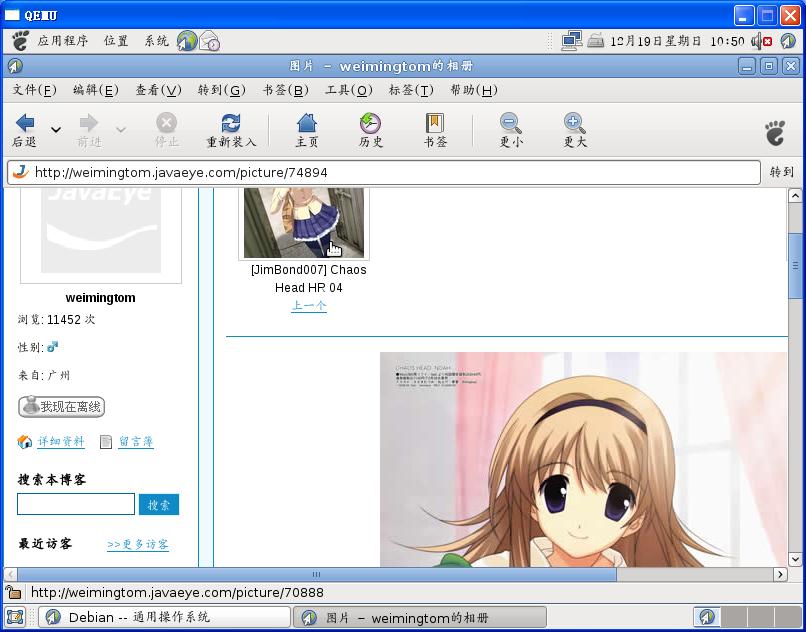 QEMU
应用程序 位置 系统
12月19日星期日 10:50
图片 - weimingtom的相册
文件(F) 编辑(E) 查看(V) 转到(G) 书签(B) 工具(O) 标签(T) 帮助(H)
后退 前进 停止 重新装入 主页 历史 书签 更小 更大
http://weimingtom.javaeye.com/picture/74894 转到
JavaEye
weimingtom
浏览: 11452 次
性别:
来自: 广州
我现在离线
详细资料 留言薄
搜索本博客
搜索
最近访客 >>更多访客
[JimBond007] Chaos
Head HR 04
上一个
CHAOS;HEAD NOAH
http://weimingtom.javaeye.com/picture/70888
Debian -- 通用操作系统
图片 - weimingtom的相册